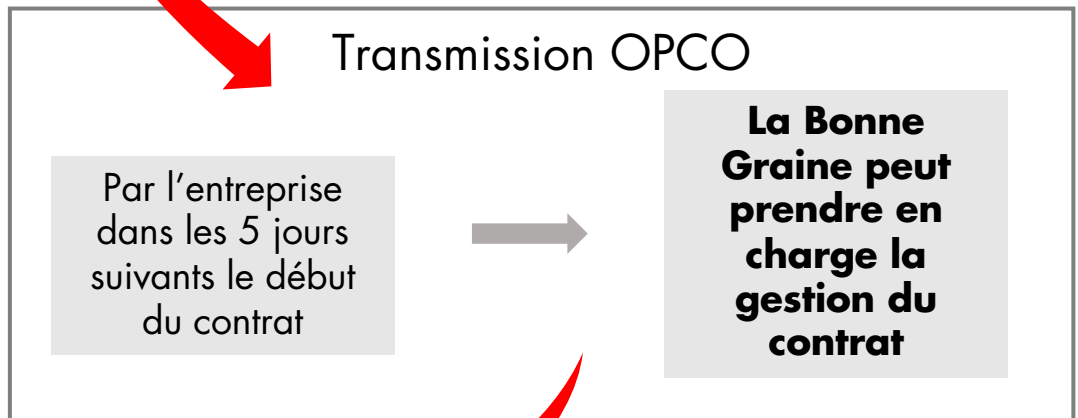 Transmission OPCO
Par l'entreprise
dans les 5 jours
suivants le début
du contrat
La Bonne
Graine peut
prendre en
charge la
gestion du
contrat